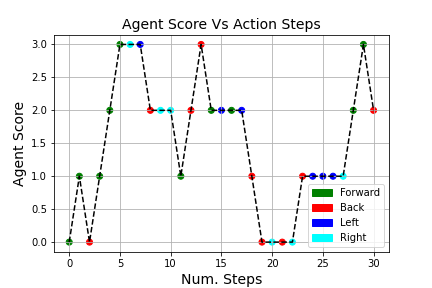 Agent Score Vs Action Steps
3.0
2.5
2.0
1.5
1.0
0.5
0.0
Agent Score
Forward
Back
Left
Right
0 5 10 15 20 25 30
Num. Steps